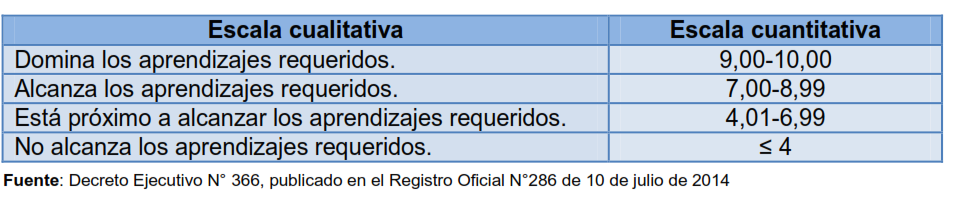 Escala cualitativa Escala cuantitativa
Domina los aprendizajes requeridos. 9,00-10,00
Alcanza los aprendizajes requeridos. 7,00-8,99
Está próximo a alcanzar los aprendizajes requeridos. 4,01-6,99
No alcanza los aprendizajes requeridos. ≤ 4
Fuente: Decreto Ejecutivo N° 366, publicado en el Registro Oficial N°286 de 10 de julio de 2014